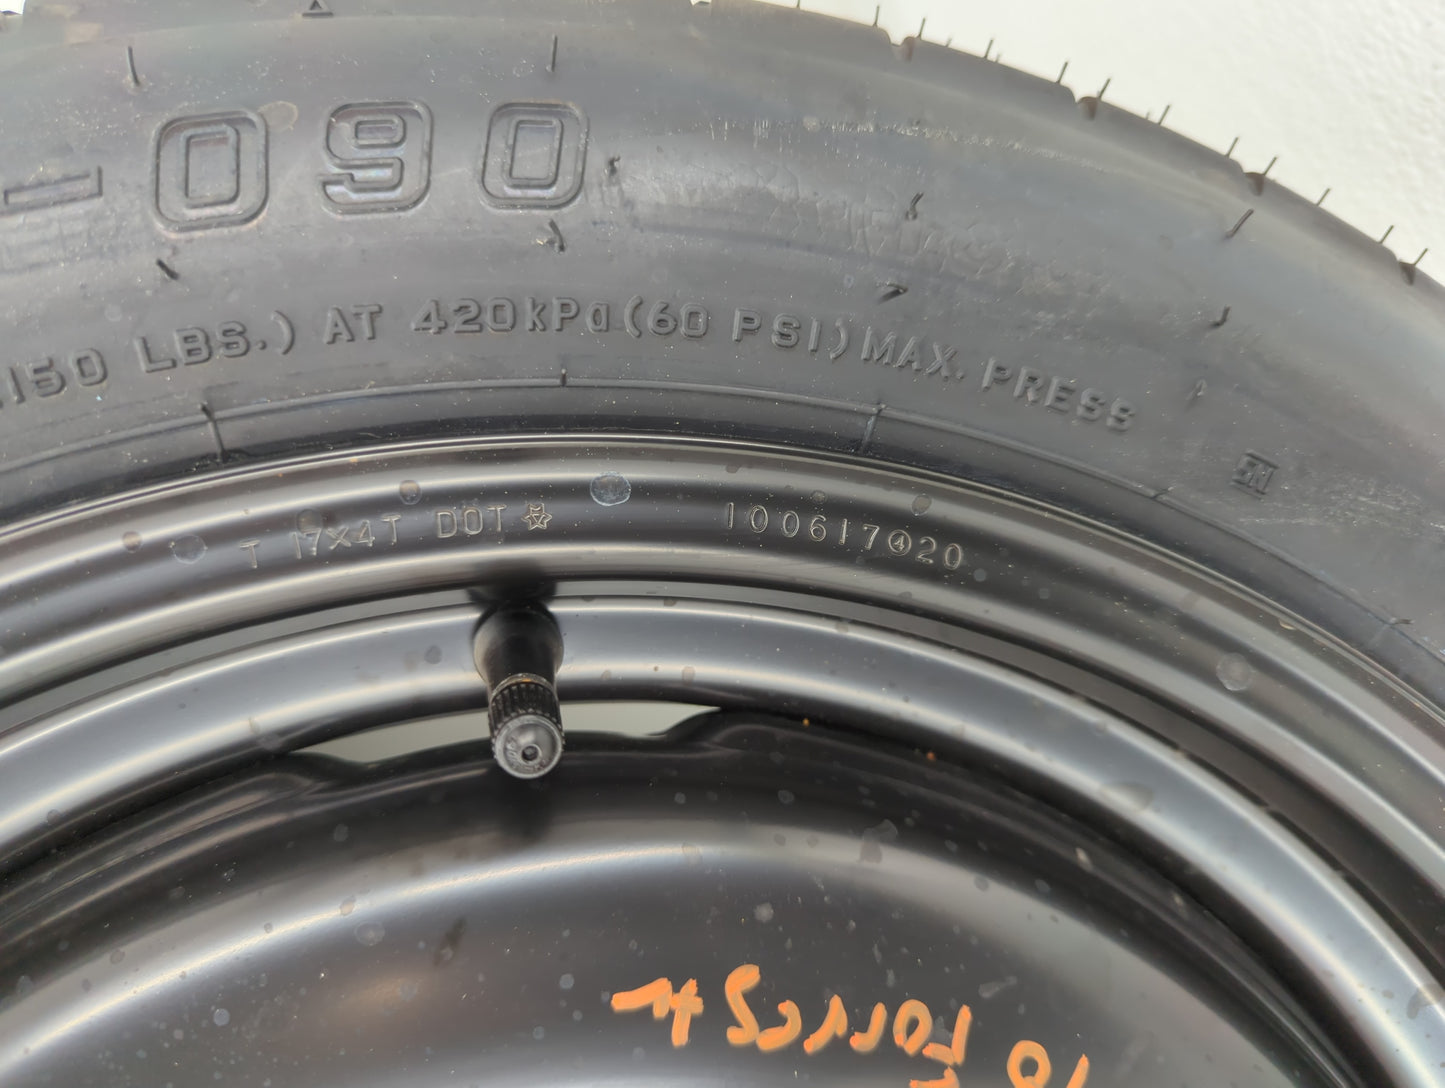 -090
150 LBS.) AT 420kPa(60 PSI)MAX. PRESS
T 17X4T DOT 100617④20